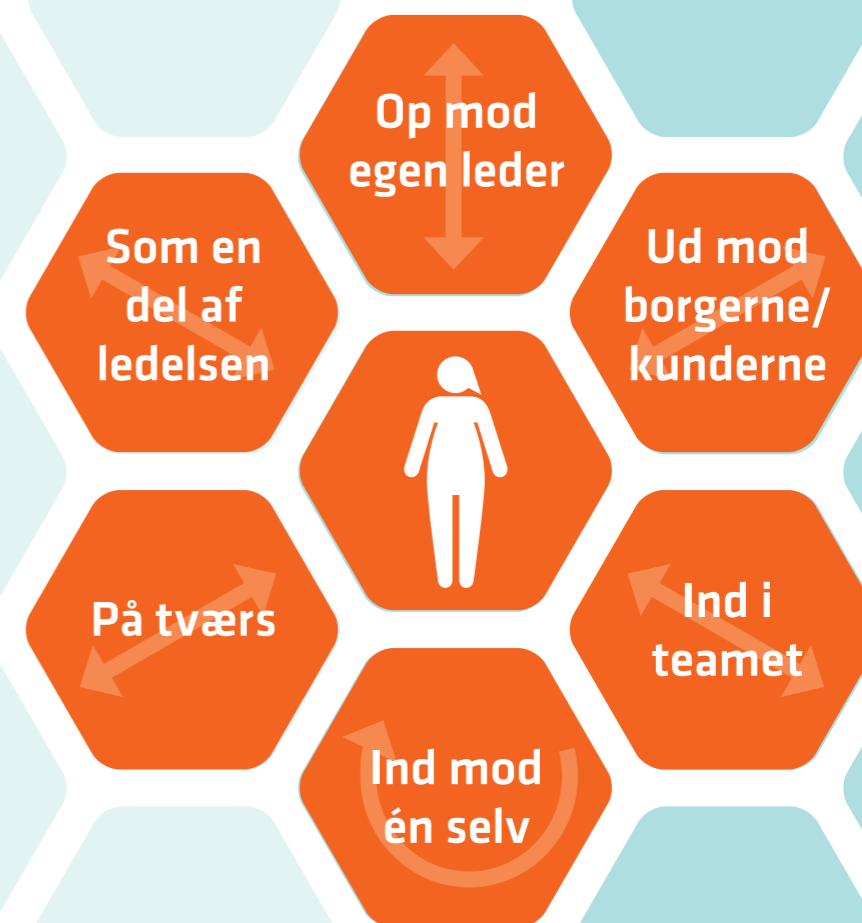 Op mod
egen leder
Som en
del af
ledelsen
Ud mod
borgerne/
kunderne
På tværs
Ind i
teamet
Ind mod
én selv